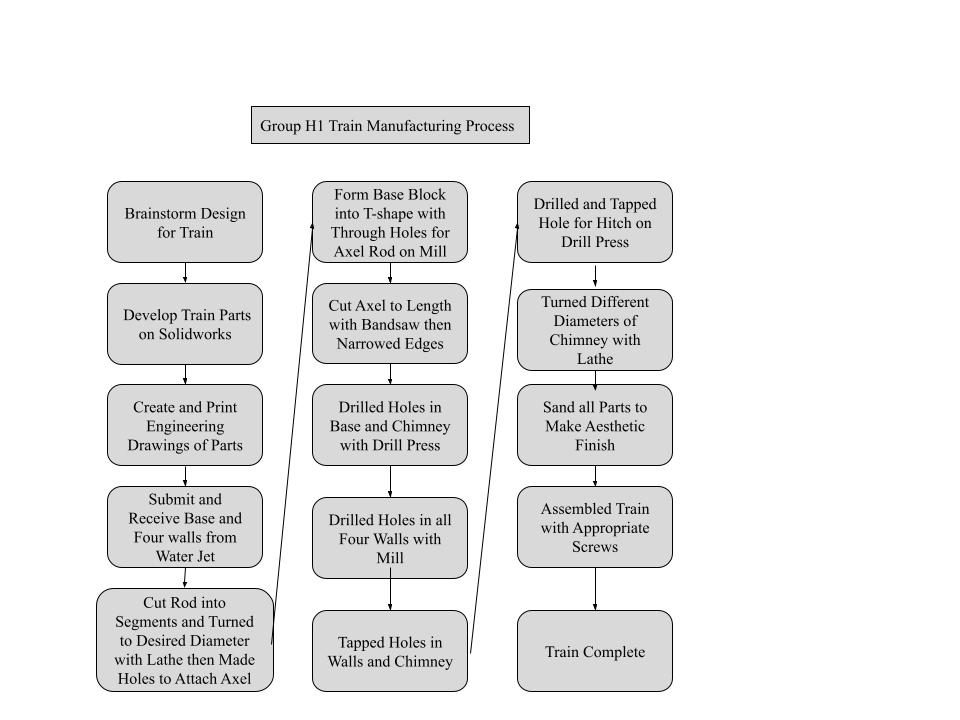 Group H1 Train Manufacturing Process
Brainstorm Design
for Train
Develop Train Parts
on Solidworks
Create and Print
Engineering
Drawings of Parts
Submit and
Receive Base and
Four walls from
Water Jet
Cut Rod into
Segments and Turned
to Desired Diameter
with Lathe then Made
Holes to Attach Axel
Form Base Block
into T-shape with
Through Holes for
Axel Rod on Mill
Cut Axel to Length
with Bandsaw then
Narrowed Edges
Drilled Holes in
Base and Chimney
with Drill Press
Drilled Holes in all
Four Walls with
Mill
Tapped Holes in
Walls and Chimney
Drilled and Tapped
Hole for Hitch on
Drill Press
Turned Different
Diameters of
Chimney with
Lathe
Sand all Parts to
Make Aesthetic
Finish
Assembled Train
with Appropriate
Screws
Train Complete